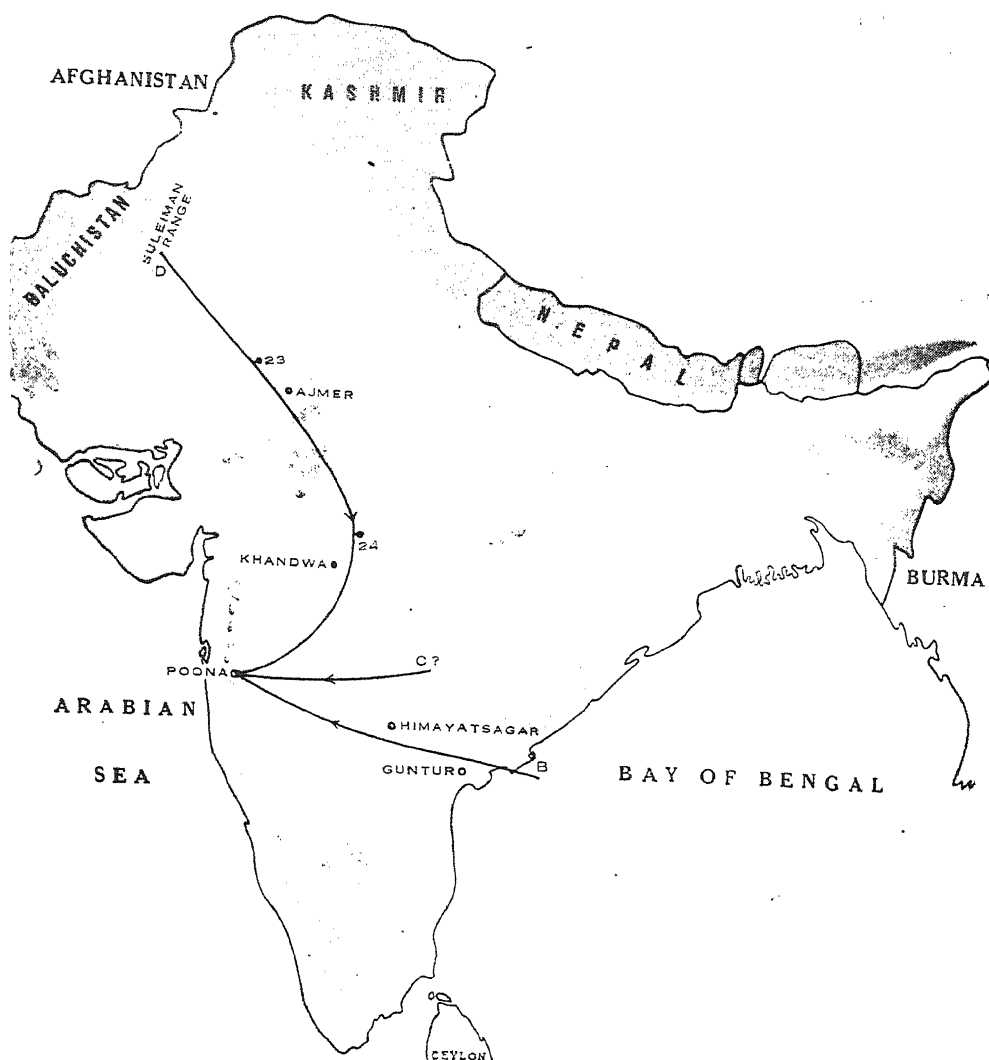 AFGHANISTAN
KASHMIR
BALUCHISTAN
SULEIMAN
RANGE
D
NEPAL
23
AJMER
24
KHANDWA
BURMA
C?
POONA
ARABIAN
SEA
HIMAYATSAGAR
GUNTUR
B
BAY OF BENGAL
CEYLON